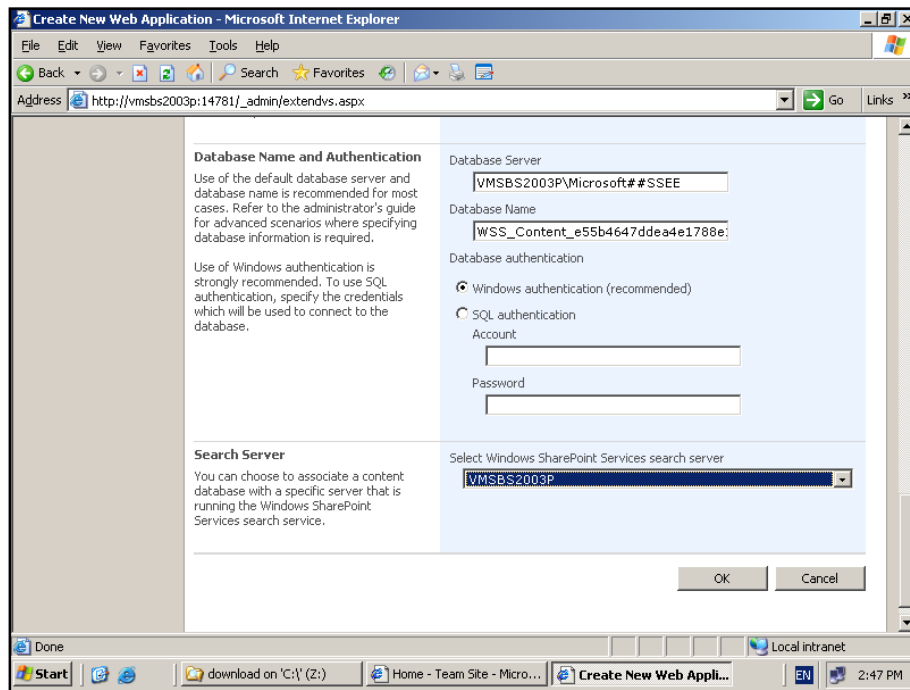 Create New Web Application - Microsoft Internet Explorer
File Edit View Favorites Tools Help
Back Search Favorites
Address http://vmsbs2003p:14781/_admin/extendvs.aspx Go Links »
Database Name and Authentication
Use of the default database server and
database name is recommended for most
cases. Refer to the administrator's guide
for advanced scenarios where specifying
database information is required.
Use of Windows authentication is
strongly recommended. To use SQL
authentication, specify the credentials
which will be used to connect to the
database.
Database Server
VMSBS2003P\Microsoft##SSEE
Database Name
WSS_Content_e55b4647ddea4e1788e
Database authentication
Windows authentication (recommended)
SQL authentication
Account
Password
Search Server
You can choose to associate a content
database with a specific server that is
running the Windows SharePoint
Services search service.
Select Windows SharePoint Services search server
VMSBS2003P
OK Cancel
Done Local intranet
Start download on 'C:\' (Z:) Home - Team Site - Micro... Create New Web Appli... EN 2:47 PM